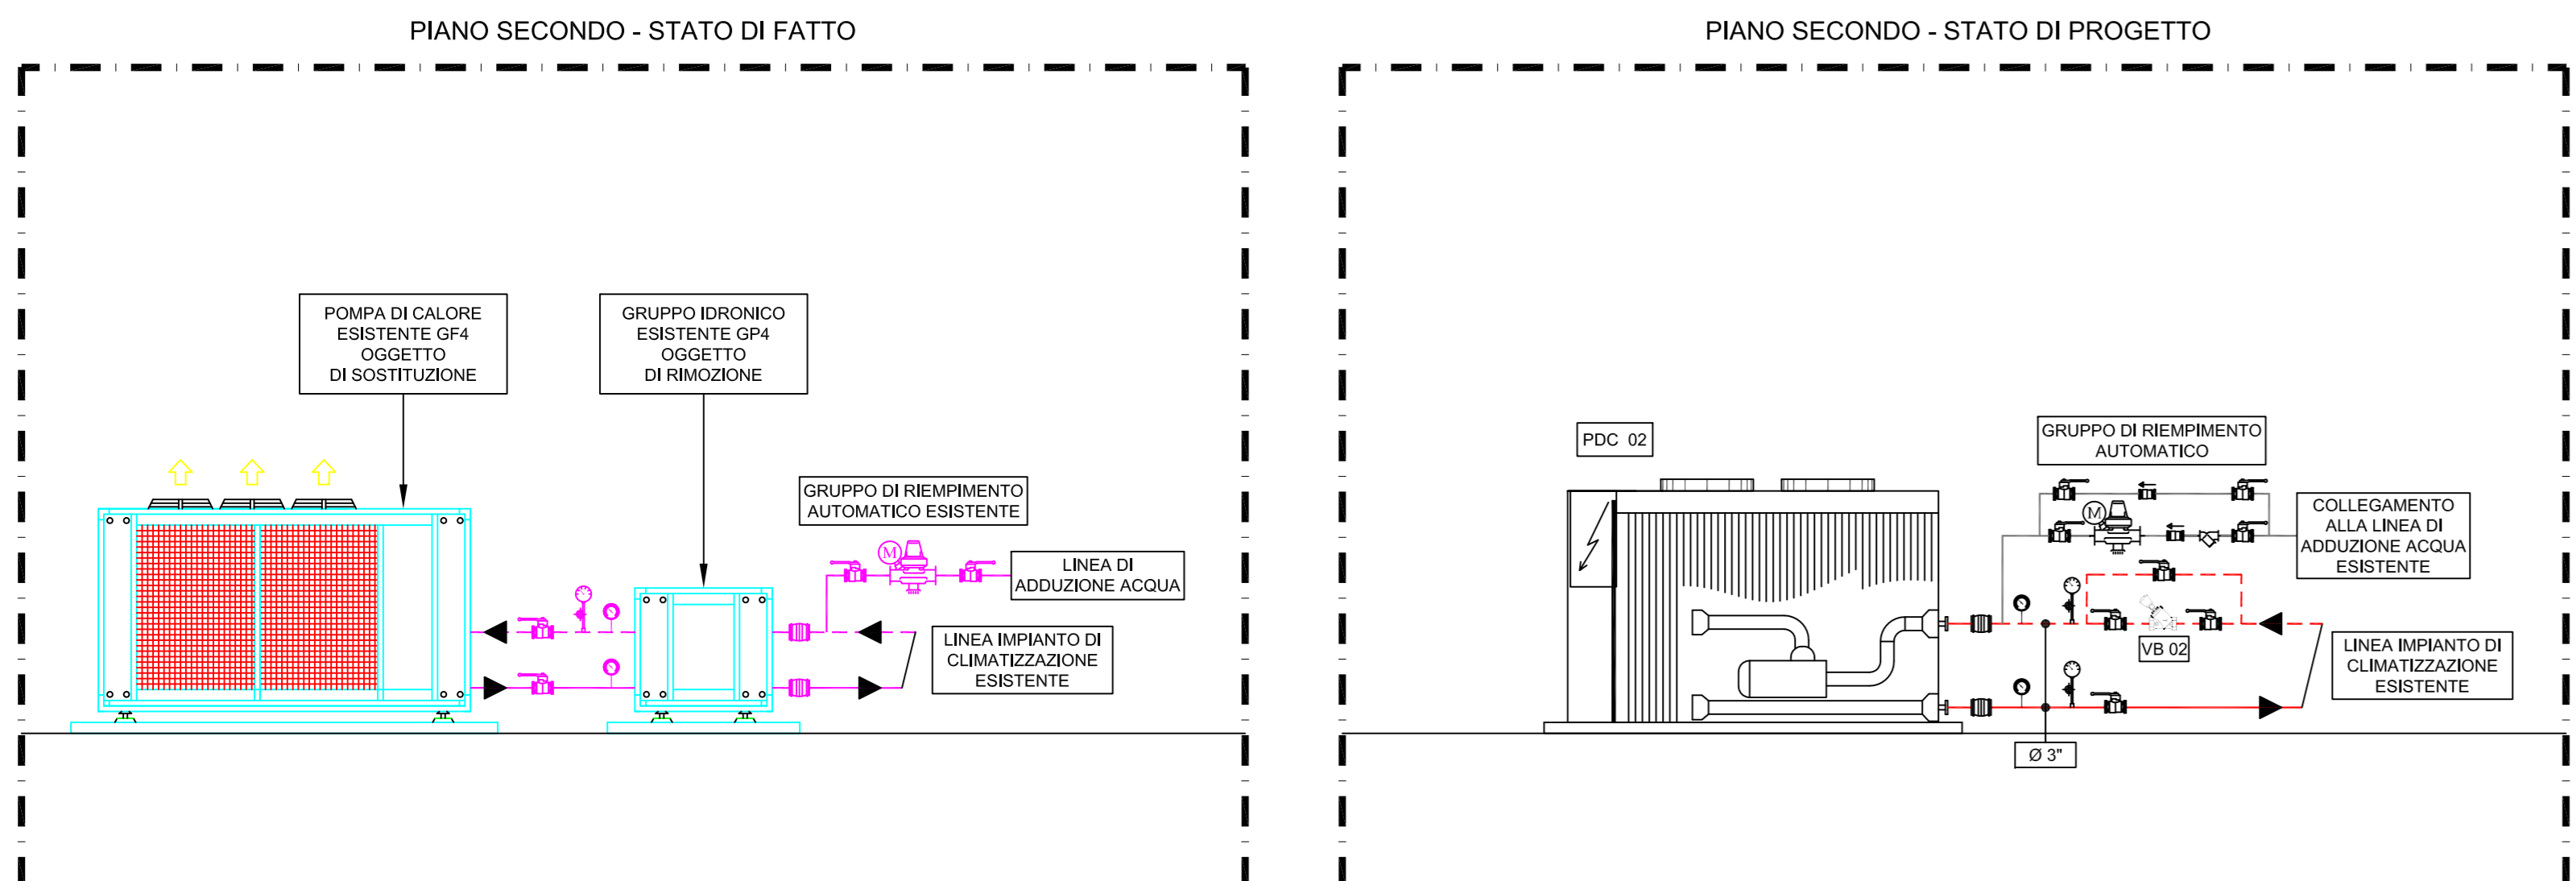 PIANO SECONDO - STATO DI FATTO
POMPA DI CALORE
ESISTENTE GF4
OGGETTO
DI SOSTITUZIONE
GRUPPO IDRONICO
ESISTENTE GP4
OGGETTO
DI RIMOZIONE
GRUPPO DI RIEMPIMENTO
AUTOMATICO ESISTENTE
M
LINEA DI
ADDUZIONE ACQUA
LINEA IMPIANTO DI
CLIMATIZZAZIONE
ESISTENTE
PIANO SECONDO - STATO DI PROGETTO
PDC 02
GRUPPO DI RIEMPIMENTO
AUTOMATICO
M
COLLEGAMENTO
ALLA LINEA DI
ADDUZIONE ACQUA
ESISTENTE
VB 02
LINEA IMPIANTO DI
CLIMATIZZAZIONE
ESISTENTE
Ø 3"